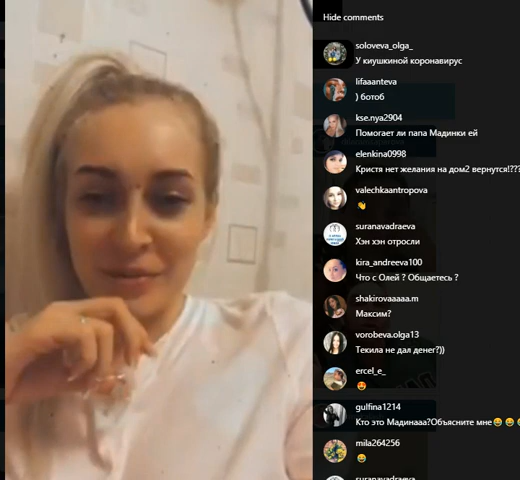 Hide comments
soloveva_olga_
У киушкиной коронавирус
lifaaanteva
) ботоб
kse.nya2904
Помогает ли папа Мадинки ей
elenkina0998
Кристя нет желания на дом2 вернутся!???
valechkaantropova
👏
suranavadraeva
Хэн хэн отросли
kira_andreeva100
Что с Олей ? Общаетесь ?
shakirovaaaaa.m
Максим?
vorobeva.olga13
Текила не дал денег?))
ercel_e_
😍
gulfina1214
Кто это Мадинааа?Объясните мне😂 😂
mila264256
😂
suranavadraeva